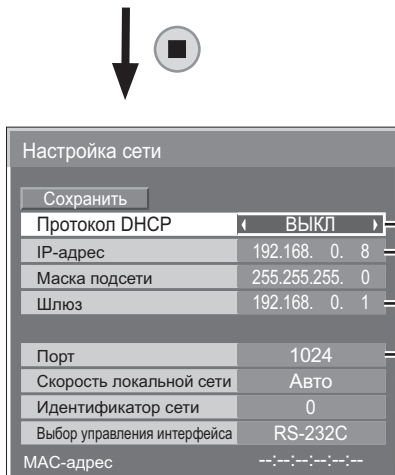 Настройка сети
Сохранить
Протокол DHCP ВЫКЛ
IP-адрес 192.168. 0. 8
Маска подсети 255.255.255. 0
Шлюз 192.168. 0. 1
Порт 1024
Скорость локальной сети Авто
Идентификатор сети 0
Выбор управления интерфейса RS-232C
MAC-адрес --:--:--:--:--:--